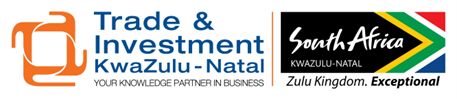 Trade &
Investment
KwaZulu-Natal
YOUR KNOWLEDGE PARTNER IN BUSINESS
South Africa
KWAZULU-NATAL
Zulu Kingdom. Exceptional